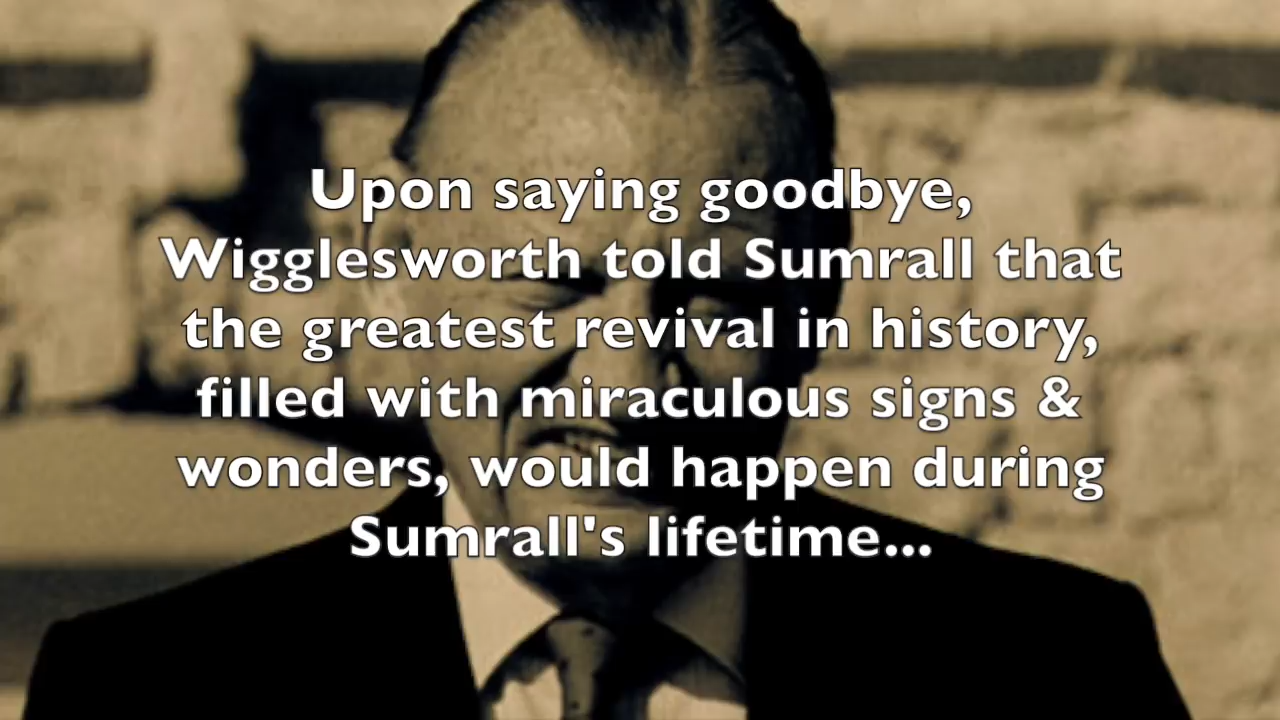 Upon saying goodbye,
Wigglesworth told Sumrall that
the greatest revival in history,
filled with miraculous signs &
wonders, would happen during
Sumrall's lifetime...